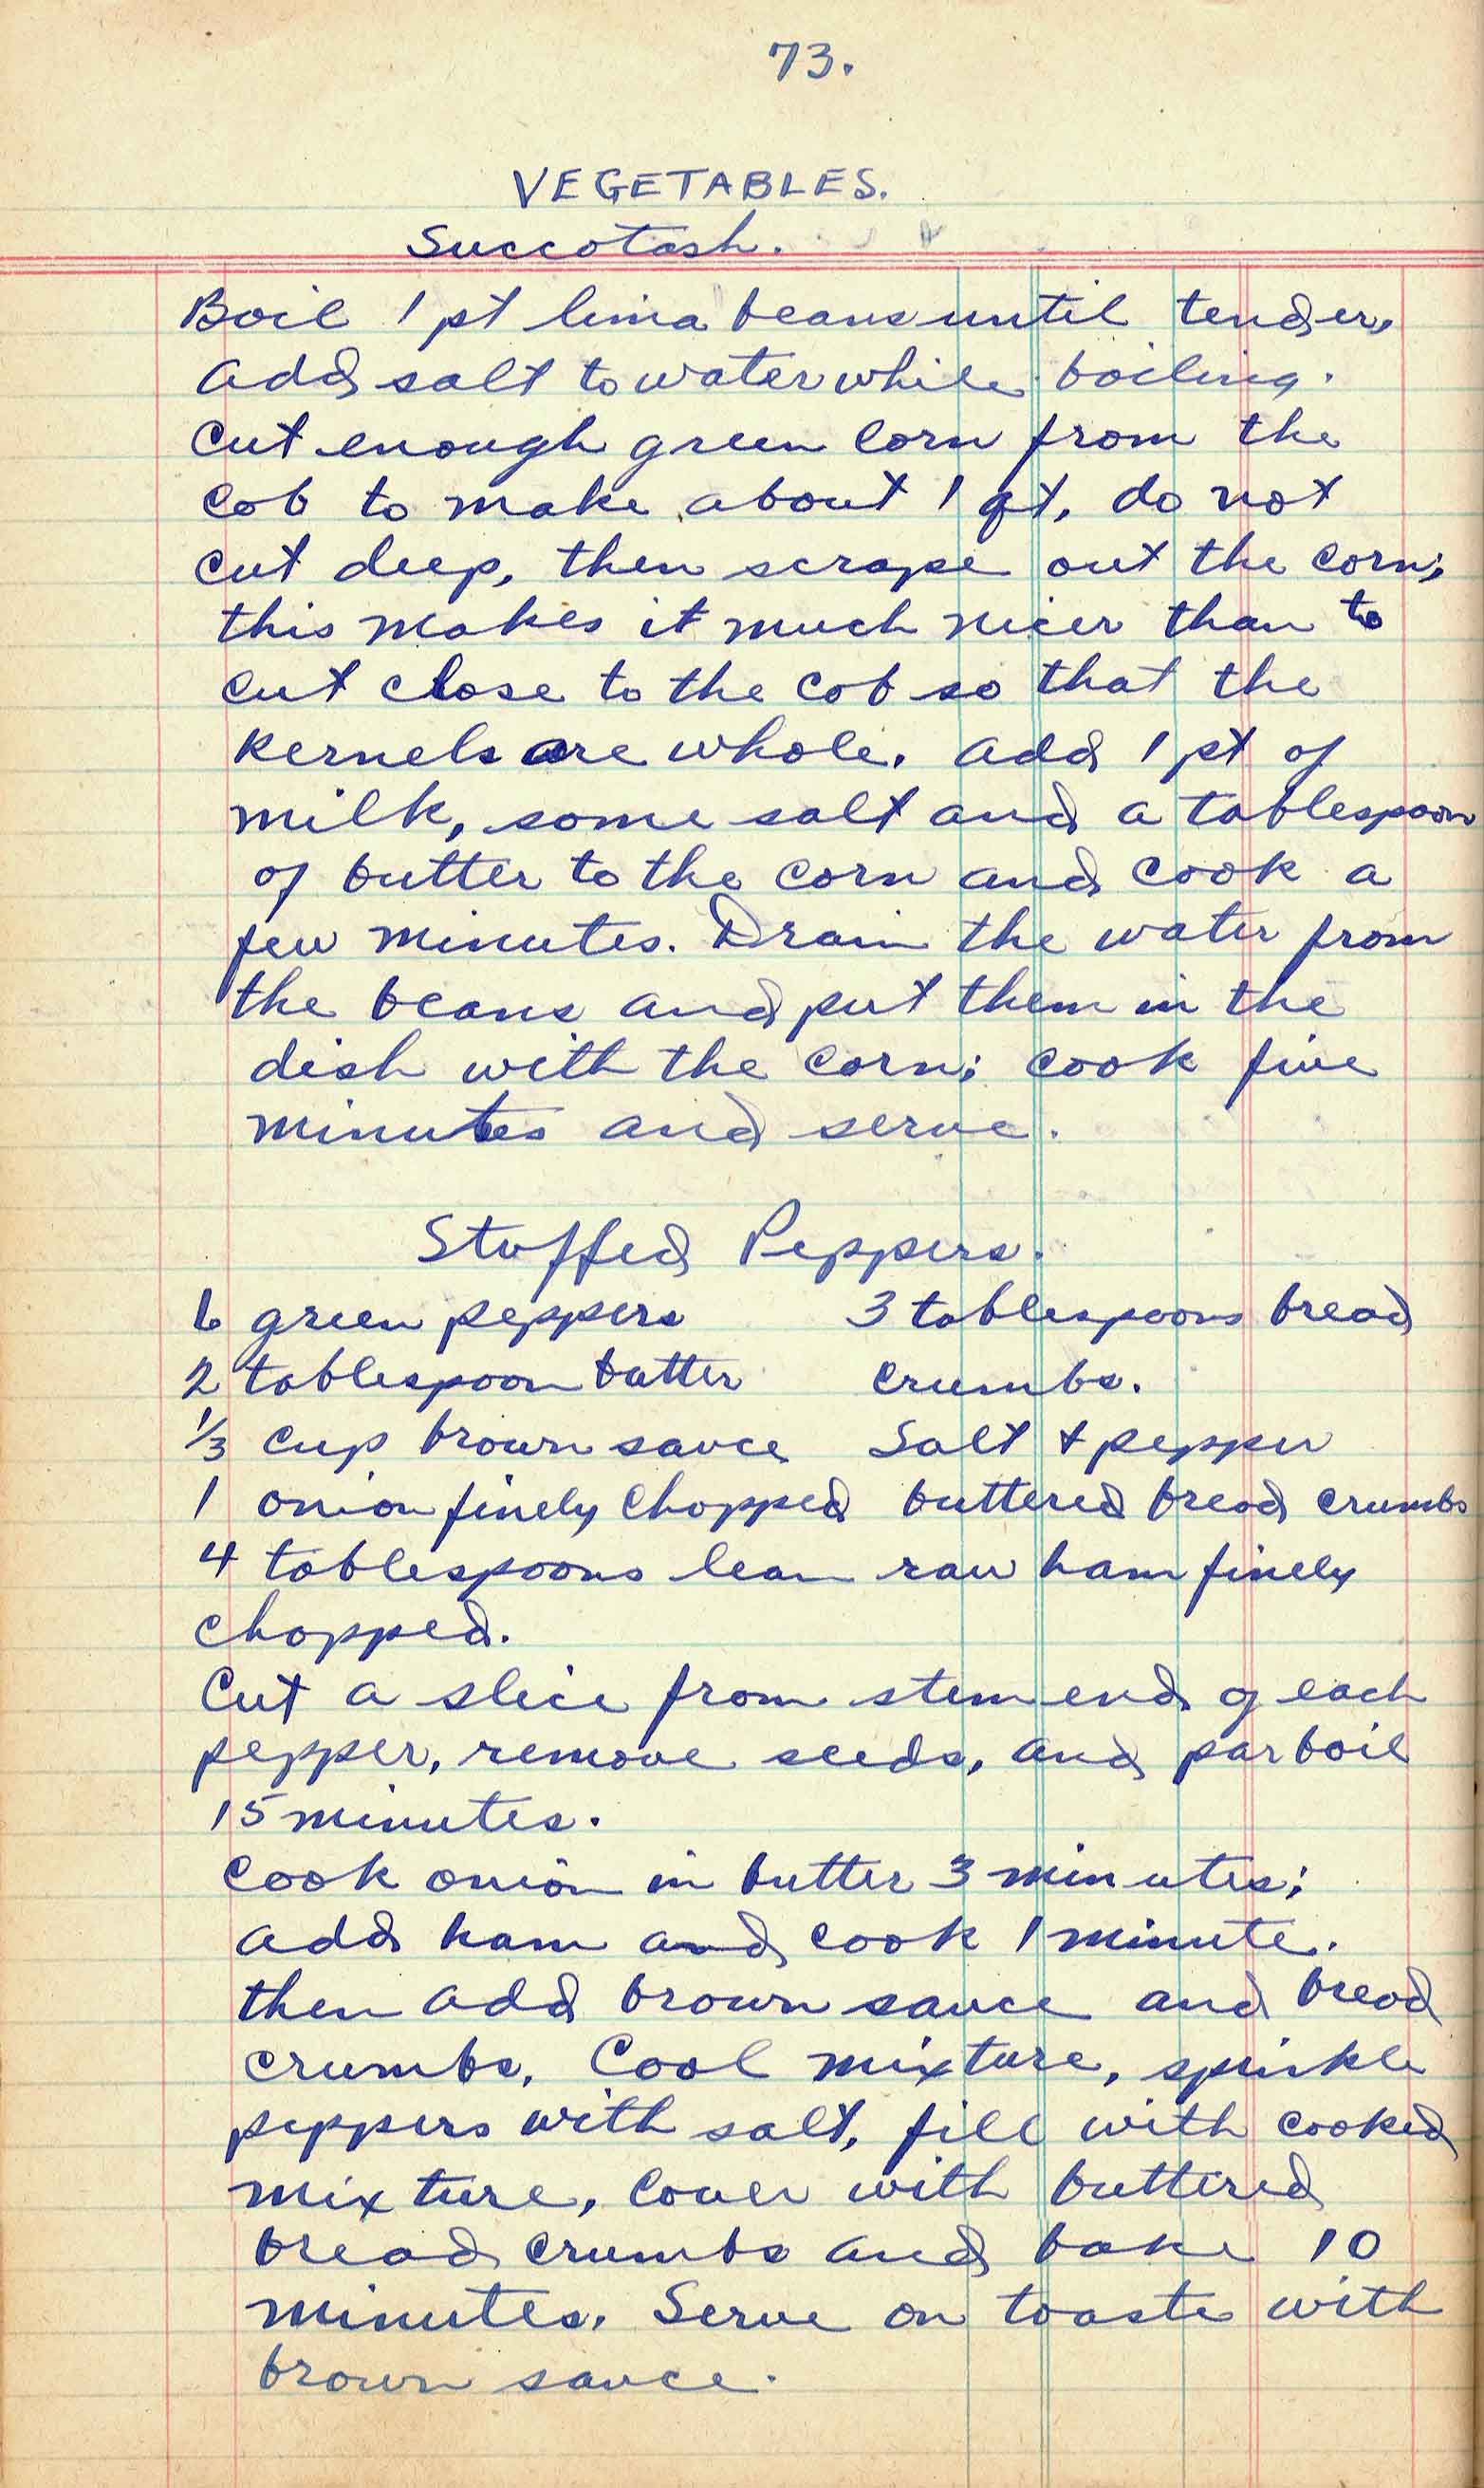 73.
VEGETABLES.
Succotash.
Boil 1 pt lima beans until tender,
add salt to water while boiling.
Cut enough green corn from the
cob to make about 1 qt, do not
cut deep, then scrape out the corn;
this makes it much nicer than to
cut close to the cob so that the
kernels are whole. add 1 pt of
milk, some salt and a tablespoon
of butter to the corn and cook a
few minutes. Drain the water from
the beans and put them in the
dish with the corn; cook five
minutes and serve.
Stuffed Peppers.
6 green peppers 3 tablespoons bread
2 tablespoon butter crumbs.
1/3 cup brown sauce Salt & pepper
1 onion finely chopped buttered bread crumbs
4 tablespoons lean raw ham finely
chopped.
Cut a slice from stem end of each
pepper, remove seeds, and parboil
15 minutes.
Cook onion in butter 3 minutes;
add ham and cook 1 minute.
then add brown sauce and bread
crumbs. Cool mixture, sprinkle
peppers with salt, fill with cooked
mixture, cover with buttered
bread crumbs and bake 10
minutes. Serve on toaste with
brown sauce.